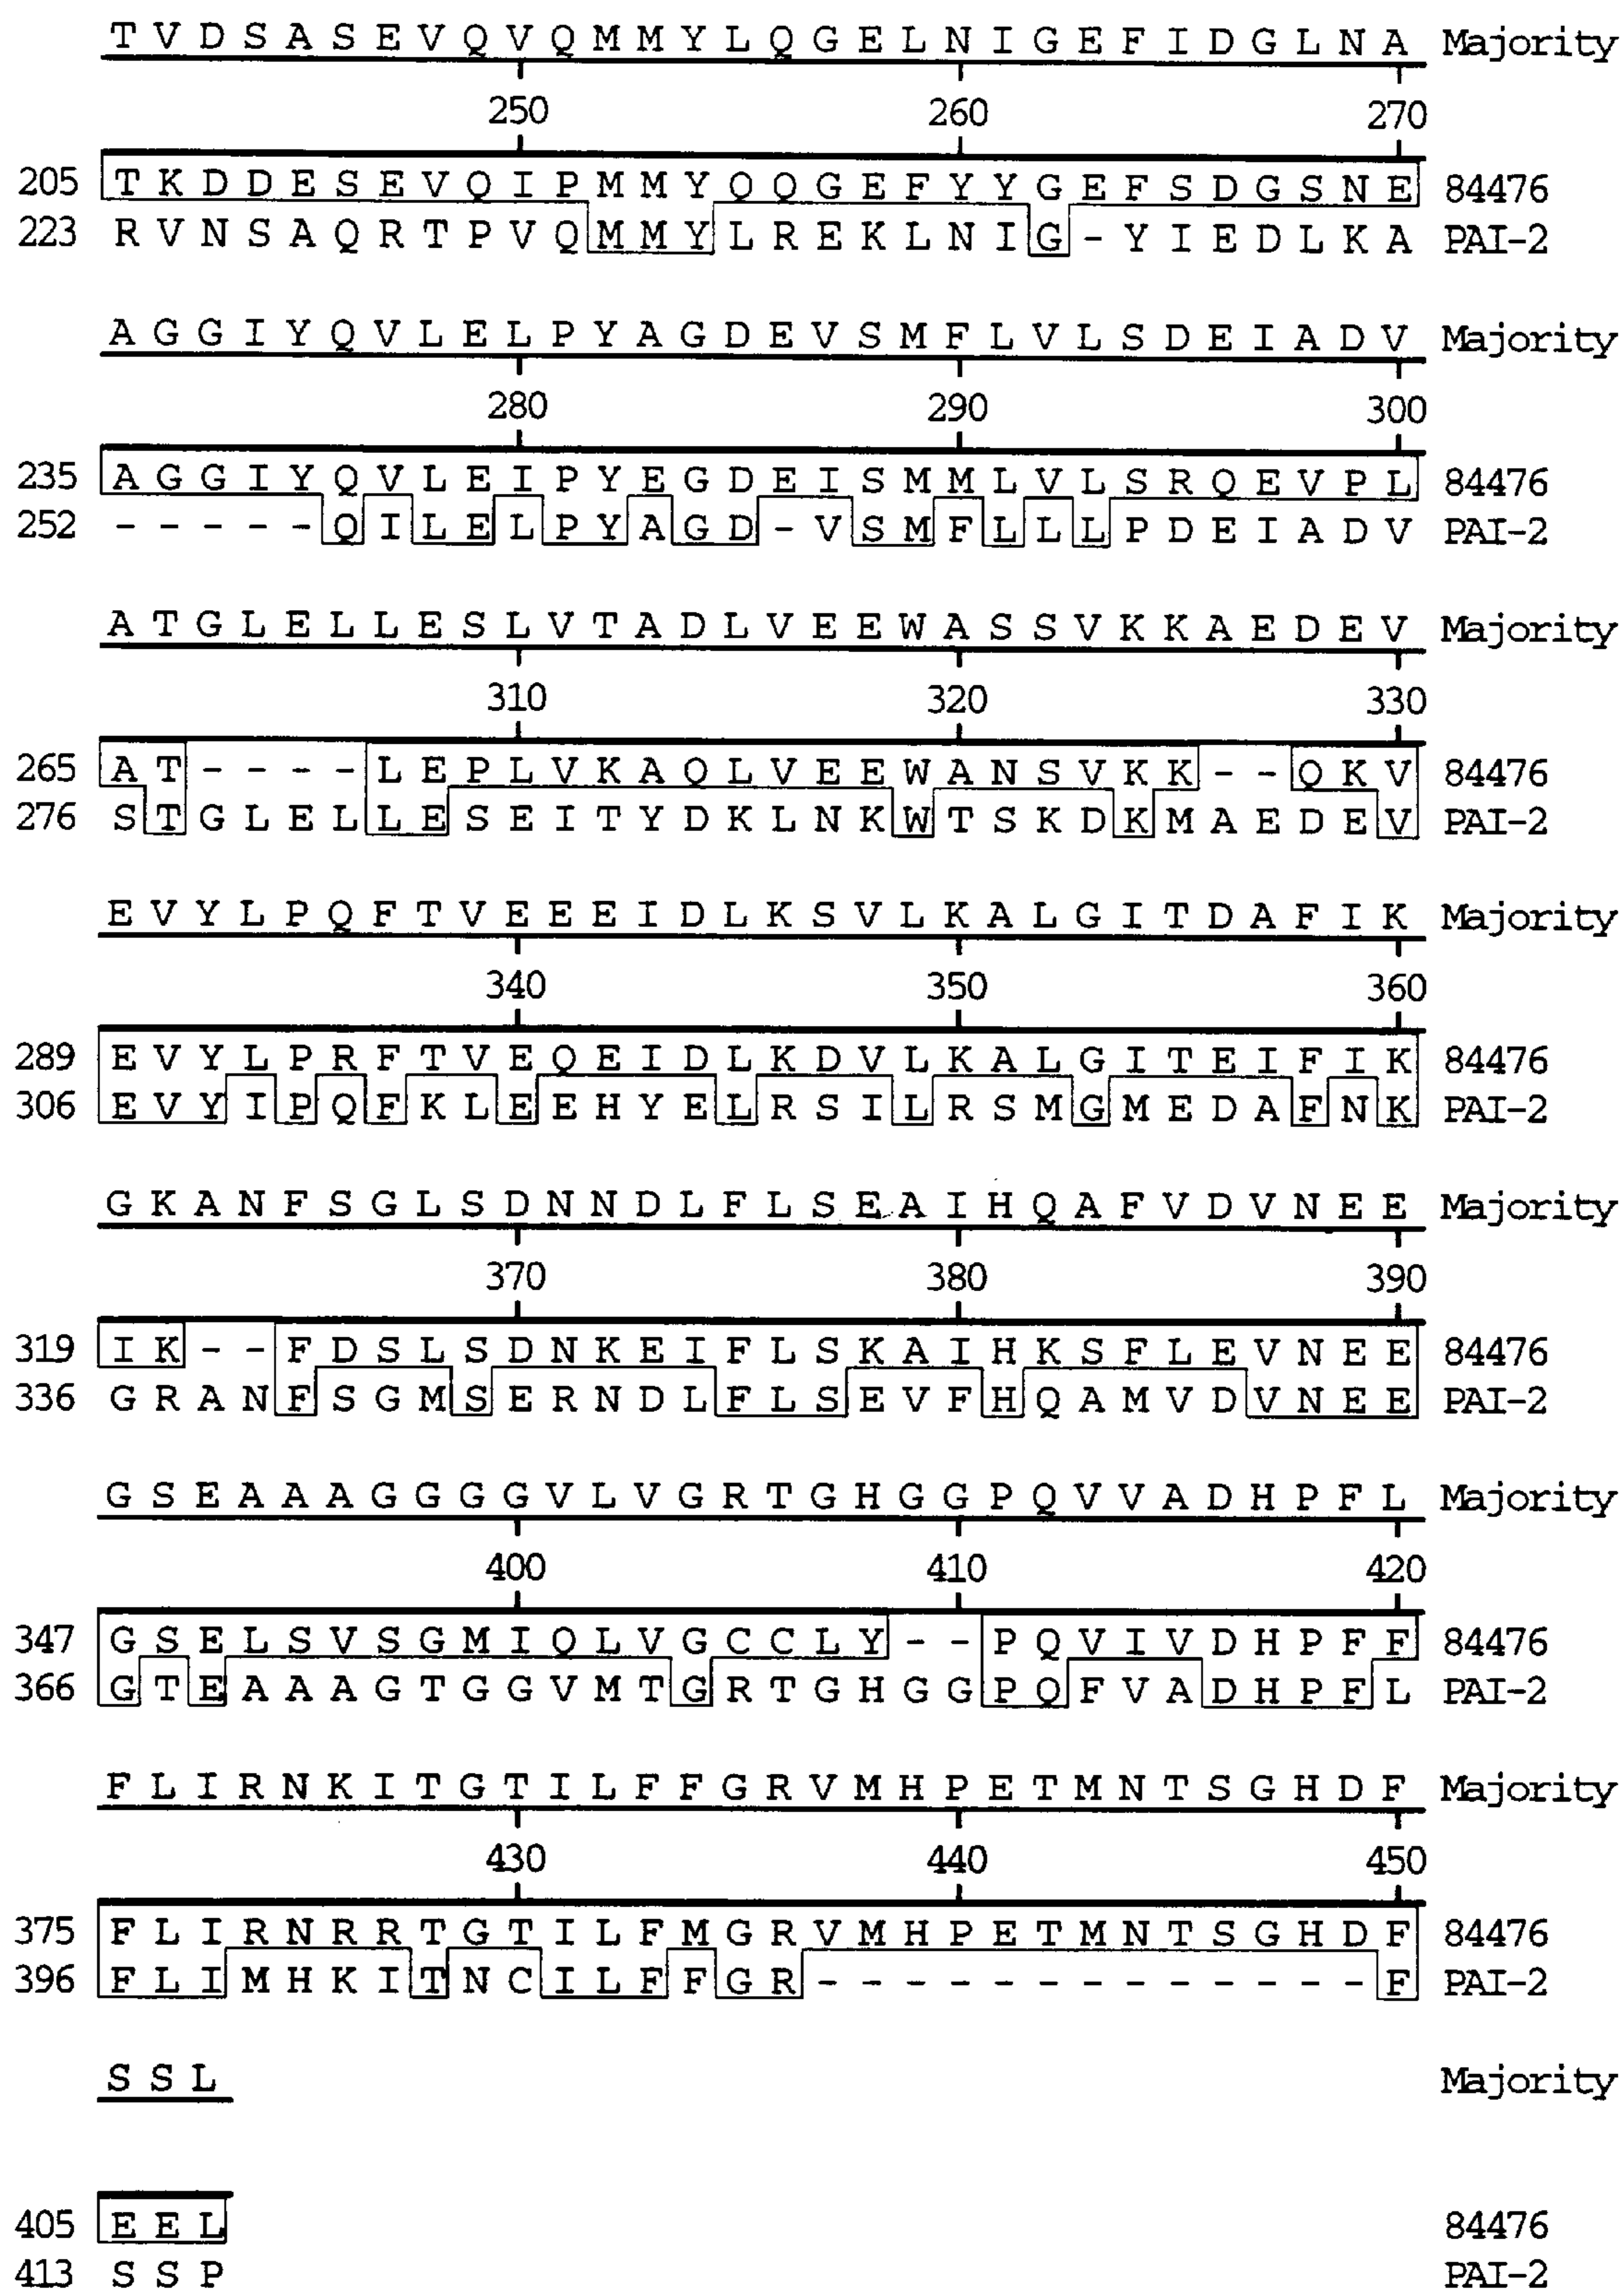 T V D S A S E V Q V Q M M Y L Q G E L N I G E F I D G L N A Majority
250 260 270
205 T K D D E S E V Q I P M M Y Q Q G E F Y Y G E F S D G S N E 84476
223 R V N S A Q R T P V Q M M Y L R E K L N I G - Y I E D L K A PAI-2
A G G I Y Q V L E L P Y A G D E V S M F L V L S D E I A D V Majority
280 290 300
235 A G G I Y Q V L E I P Y E G D E I S M M L V L S R Q E V P L 84476
252 - - - - - Q I L E L P Y A G D - V S M F L L L P D E I A D V PAI-2
A T G L E L L E S L V T A D L V E E W A S S V K K A E D E V Majority
310 320 330
265 A T - - - - L E P L V K A Q L V E E W A N S V K K - - Q K V 84476
276 S T G L E L L E S E I T Y D K L N K W T S K D K M A E D E V PAI-2
E V Y L P Q F T V E E E I D L K S V L K A L G I T D A F I K Majority
340 350 360
289 E V Y L P R F T V E Q E I D L K D V L K A L G I T E I F I K 84476
306 E V Y I P Q F K L E E H Y E L R S I L R S M G M E D A F N K PAI-2
G K A N F S G L S D N N D L F L S E A I H Q A F V D V N E E Majority
370 380 390
319 I K - - F D S L S D N K E I F L S K A I H K S F L E V N E E 84476
336 G R A N F S G M S E R N D L F L S E V F H Q A M V D V N E E PAI-2
G S E A A A G G G G V L V G R T G H G G P Q V V A D H P F L Majority
400 410 420
347 G S E L S V S G M I Q L V G C C L Y - - P Q V I V D H P F F 84476
366 G T E A A A G T G G V M T G R T G H G G P Q F V A D H P F L PAI-2
F L I R N K I T G T I L F F G R V M H P E T M N T S G H D F Majority
430 440 450
375 F L I R N R R T G T I L F M G R V M H P E T M N T S G H D F 84476
396 F L I M H K I T N C I L F F G R - - - - - - - - - - - - - F PAI-2
S S L Majority
405 E E L 84476
413 S S P PAI-2